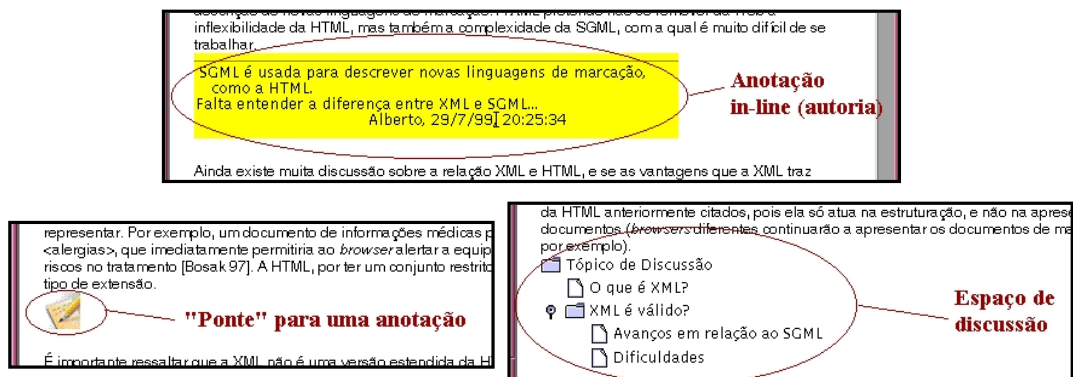 inflexibilidade da HTML, mas também a complexidade da SGML, com a qual é muito difícil de se
trabalhar.
SGML é usada para descrever novas linguagens de marcação,
como a HTML.
Falta entender a diferença entre XML e SGML...
Alberto, 29/7/99 20:25:34
Anotação
in-line (autoria)
Ainda existe muita discussão sobre a relação XML e HTML, e se as vantagens que a XML traz
representar. Por exemplo, um documento de informações médicas p
<alergias>, que imediatamente permitiria ao browser alertar a equip
riscos no tratamento [Bosak 97]. A HTML, por ter um conjunto restrito
tipo de extensão.
"Ponte" para uma anotação
É importante ressaltar que a XML não é uma versão estendida da H
da HTML anteriormente citados, pois ela só atua na estruturação, e não na aprese
documentos (browsers diferentes continuarão a apresentar os documentos de ma
por exemplo).
Tópico de Discussão
O que é XML?
XML é válido?
Avanços em relação ao SGML
Dificuldades
Espaço de
discussão